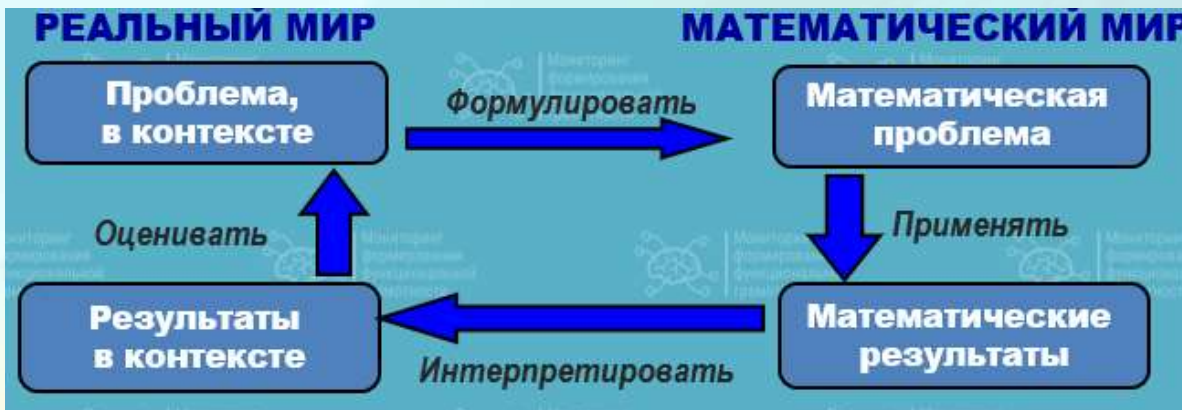 РЕАЛЬНЫЙ МИР
МАТЕМАТИЧЕСКИЙ МИР
Проблема,
в контексте
Формулировать
Математическая
проблема
Оценивать
Применять
Результаты
в контексте
Интерпретировать
Математические
результаты